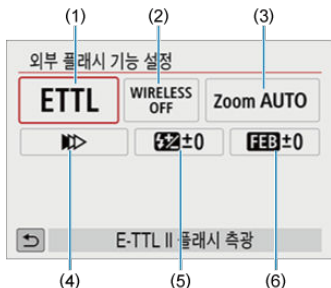 (1) (2) (3)
외부 플래시 기능 설정
ETTL WIRELESS OFF Zoom AUTO
±0 FEB ±0
E-TTL II 플래시 측광
(4) (5) (6)